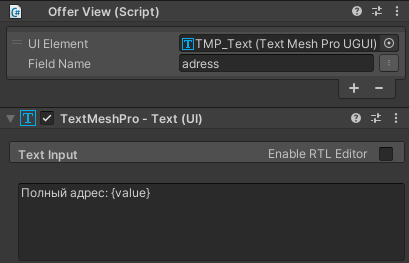 Offer View (Script)
UI Element TMP_Text (Text Mesh Pro UGUI)
Field Name adress
TextMeshPro - Text (UI)
Text Input Enable RTL Editor
Полный адрес: {value}